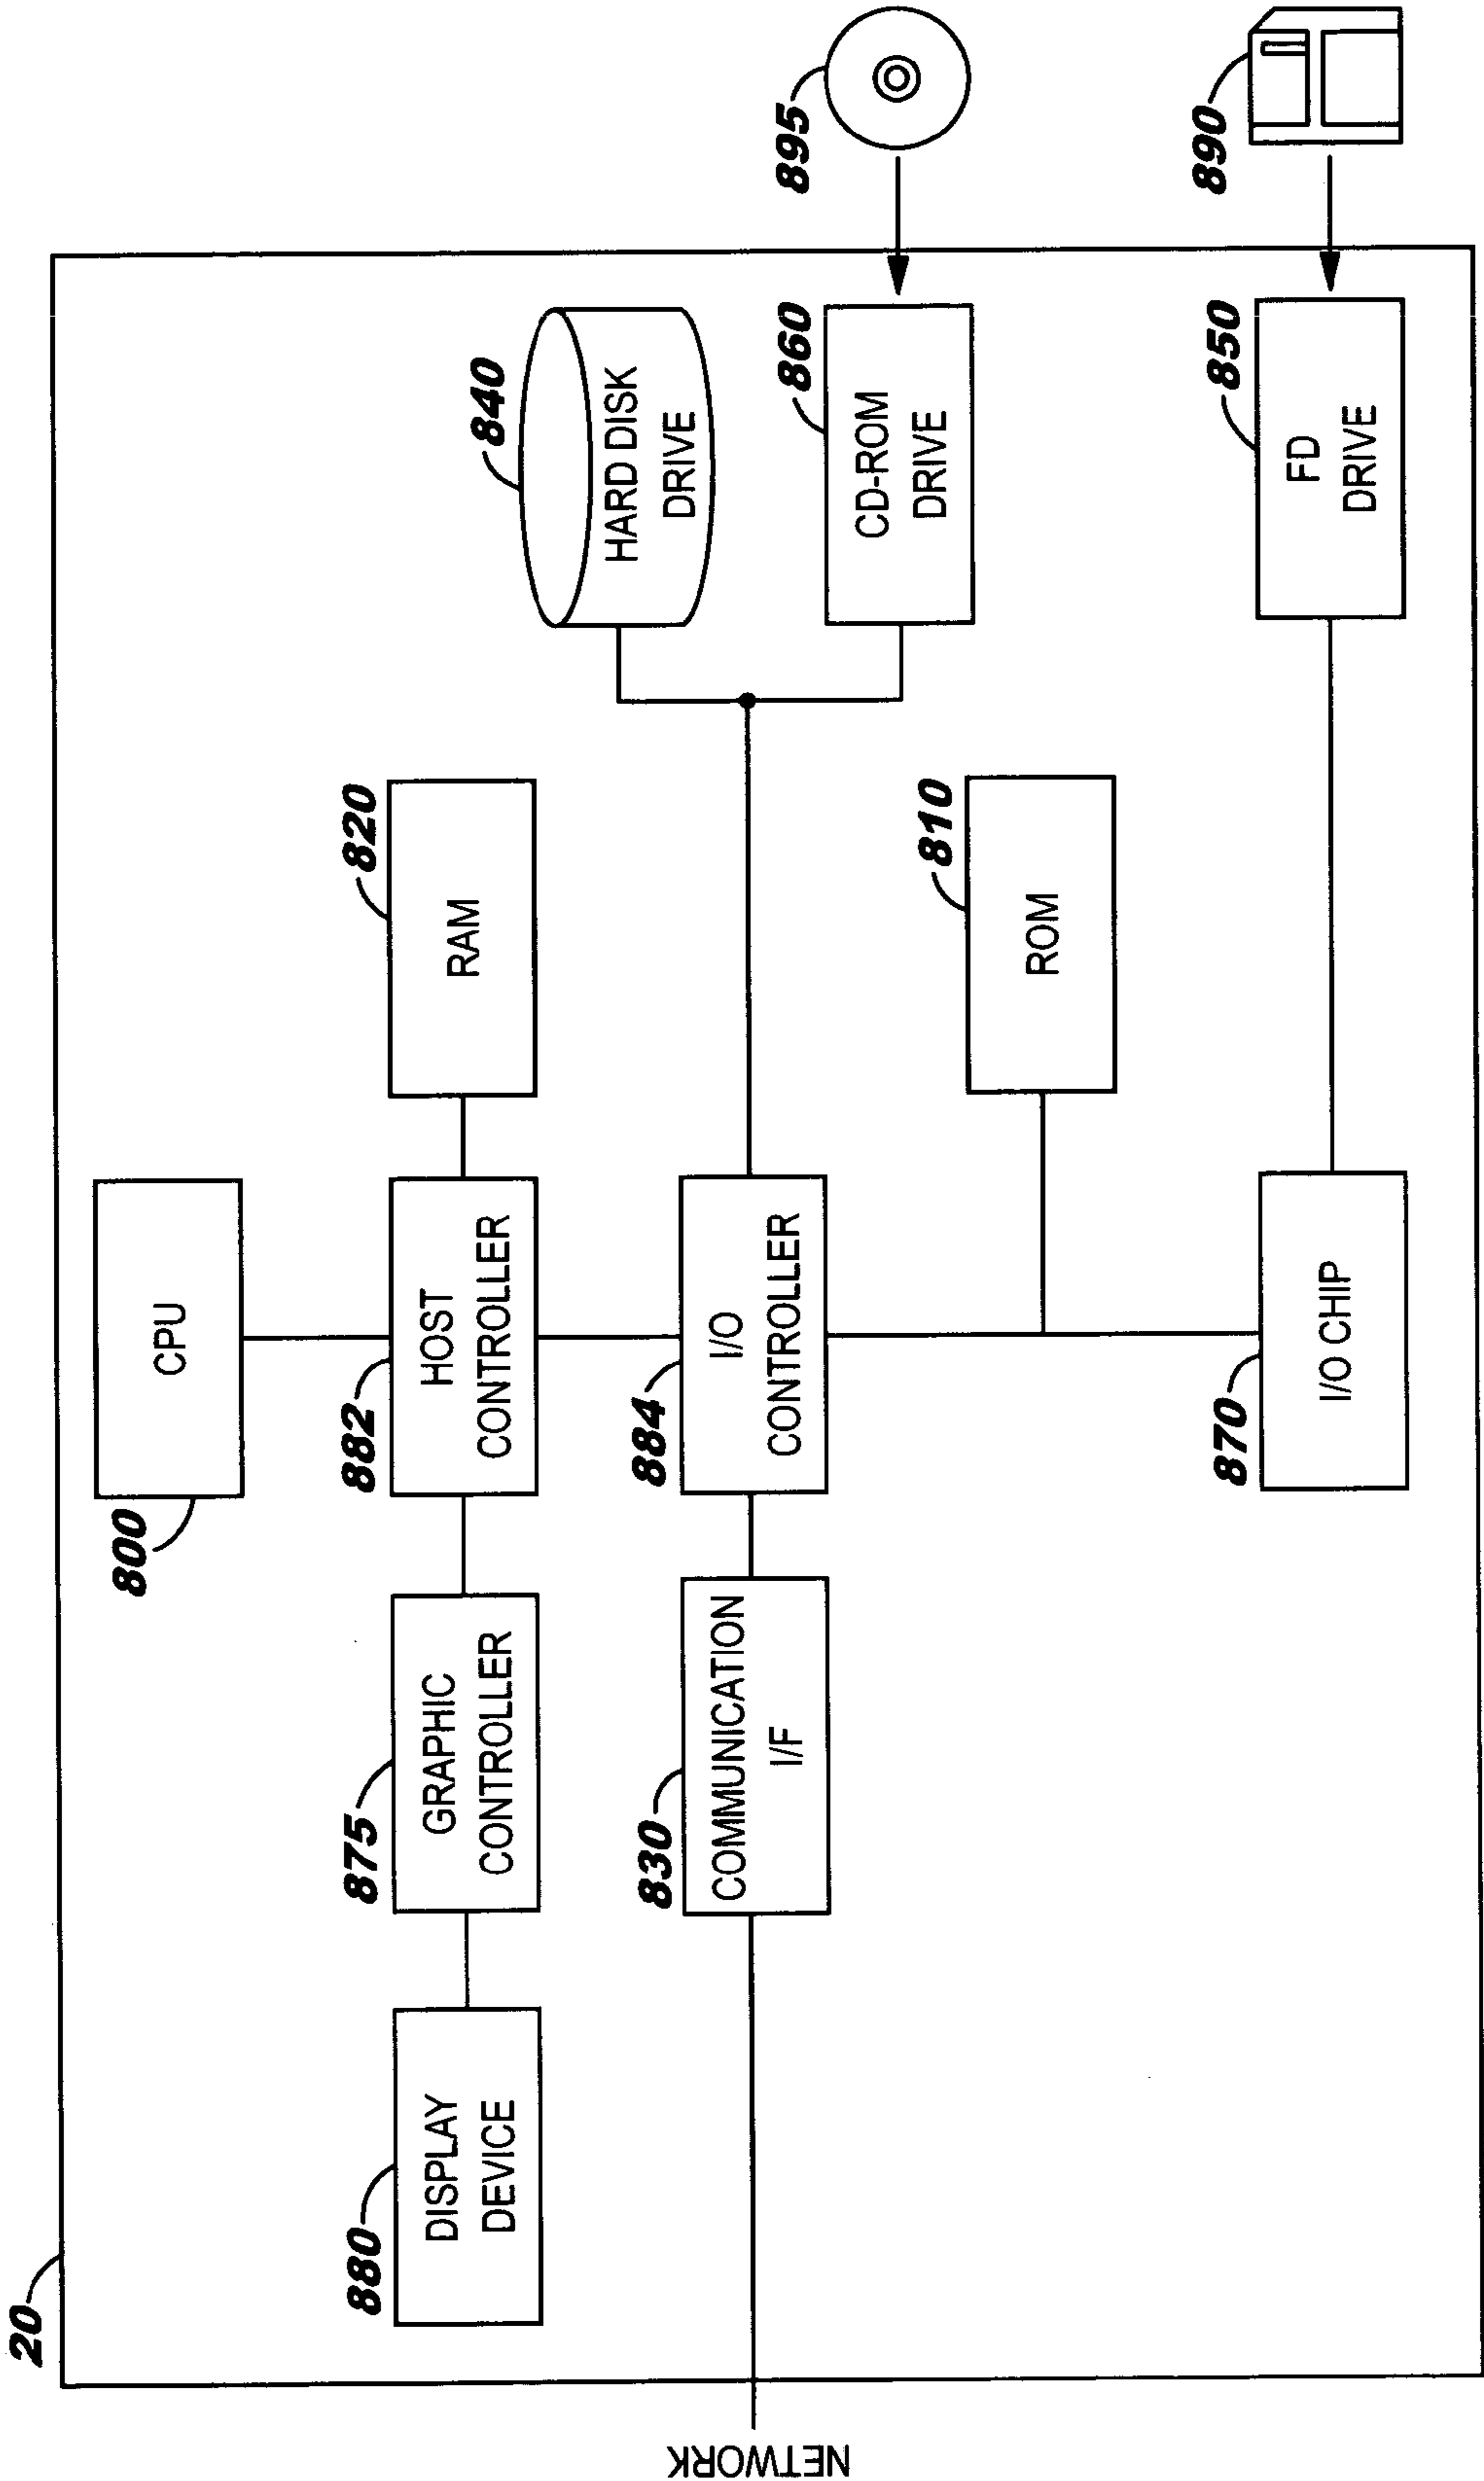 20
800
CPU
880
DISPLAY
DEVICE
875
GRAPHIC
CONTROLLER
882
HOST
CONTROLLER
820
RAM
840
HARD DISK
DRIVE
NETWORK
830
COMMUNICATION
I/F
884
I/O
CONTROLLER
860
CD-ROM
DRIVE
895
810
ROM
870
I/O CHIP
850
FD
DRIVE
890